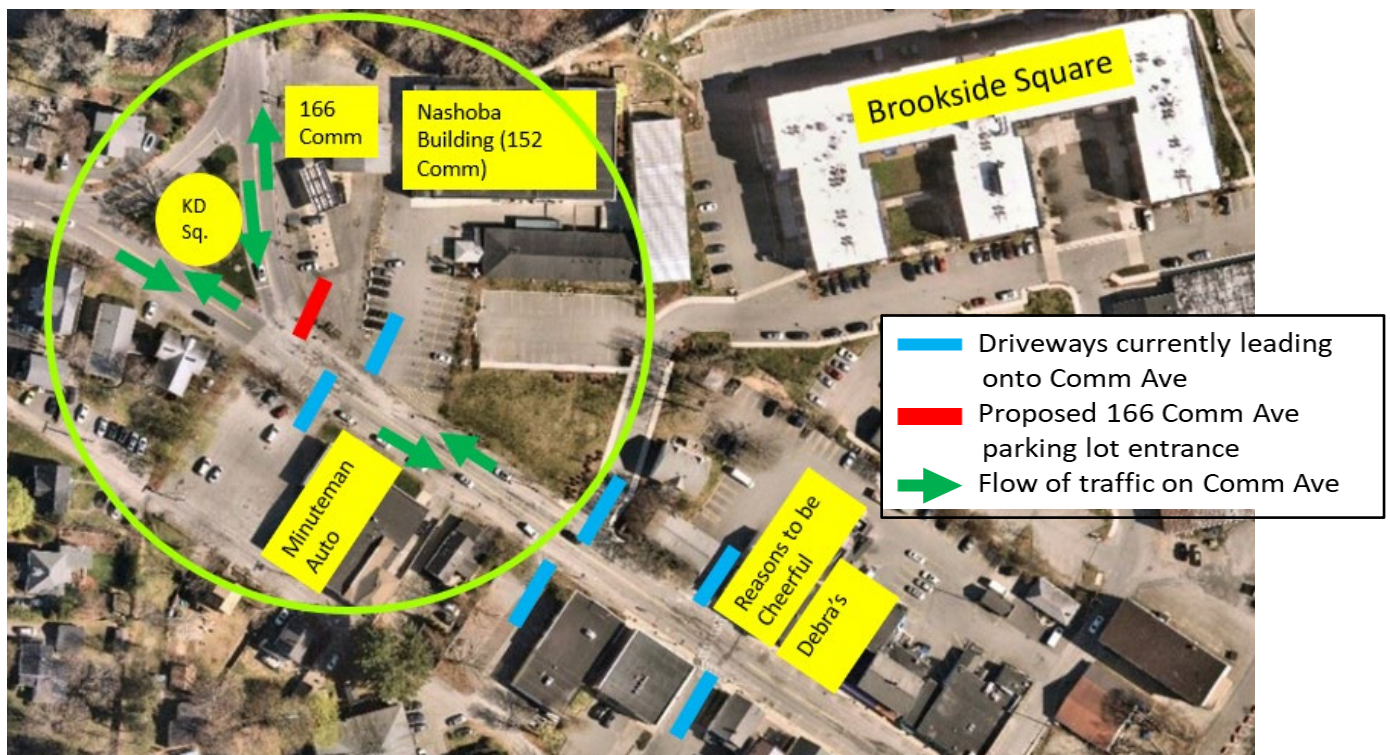 166
Comm
Nashoba
Building (152
Comm)
Brookside Square
KD
Sq.
Minuteman
Auto
Reasons to be
Cheerful
Debra's
Driveways currently leading
onto Comm Ave
Proposed 166 Comm Ave
parking lot entrance
Flow of traffic on Comm Ave